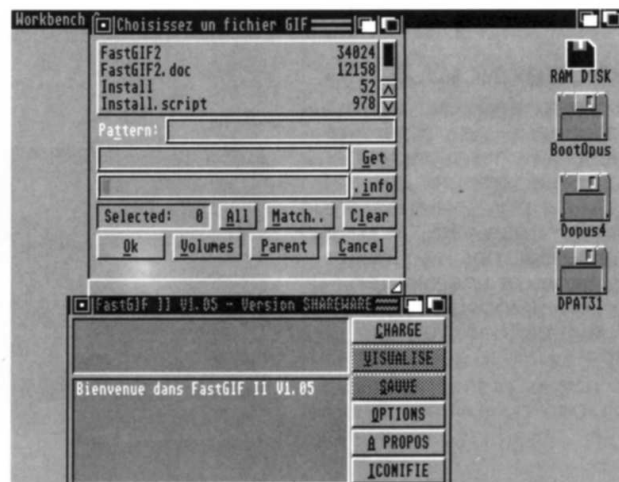 Workbench
Choisissez un fichier GIF
FastGIF2 34024
FastGIF2.doc 12158
Install 52
Install.script 978
Pattern:
Get
.info
Selected: 0 All Match.. Clear
Ok Volumes Parent Cancel
RAM DISK
BootOpus
Dopus4
DPAT31
FastGIF II V1.05 - Version SHAREWARE
CHARGE
VISUALISE
SAUVE
OPTIONS
A PROPOS
ICONIFIE
Bienvenue dans FastGIF II V1.05